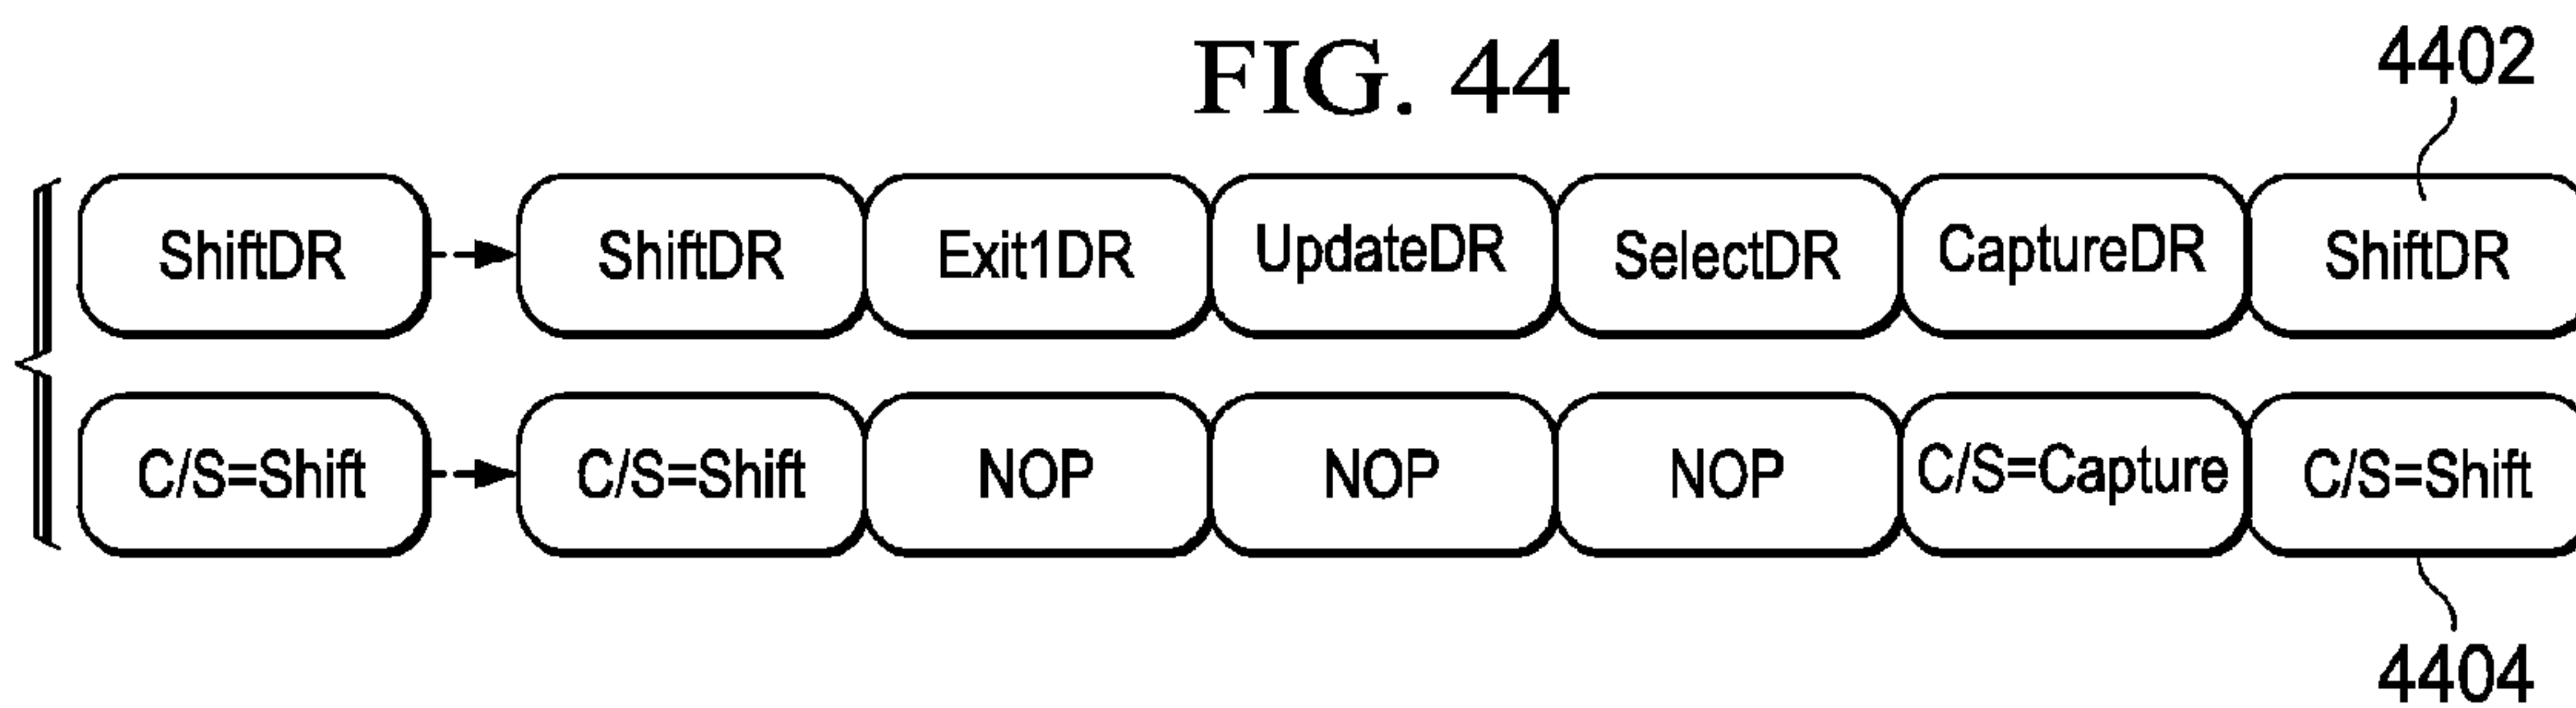 FIG. 44
4402
ShiftDR ShiftDR Exit1DR UpdateDR SelectDR CaptureDR ShiftDR
C/S=Shift C/S=Shift NOP NOP NOP C/S=Capture C/S=Shift
4404